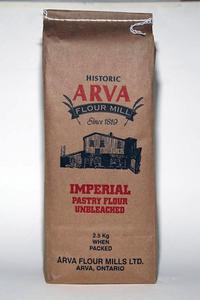 HISTORIC
ARVA
FLOUR MILL
Since 1819
IMPERIAL
PASTRY FLOUR
UNBLEACHED
2.5 Kg
WHEN
PACKED
ARVA FLOUR MILLS LTD.
ARVA, ONTARIO